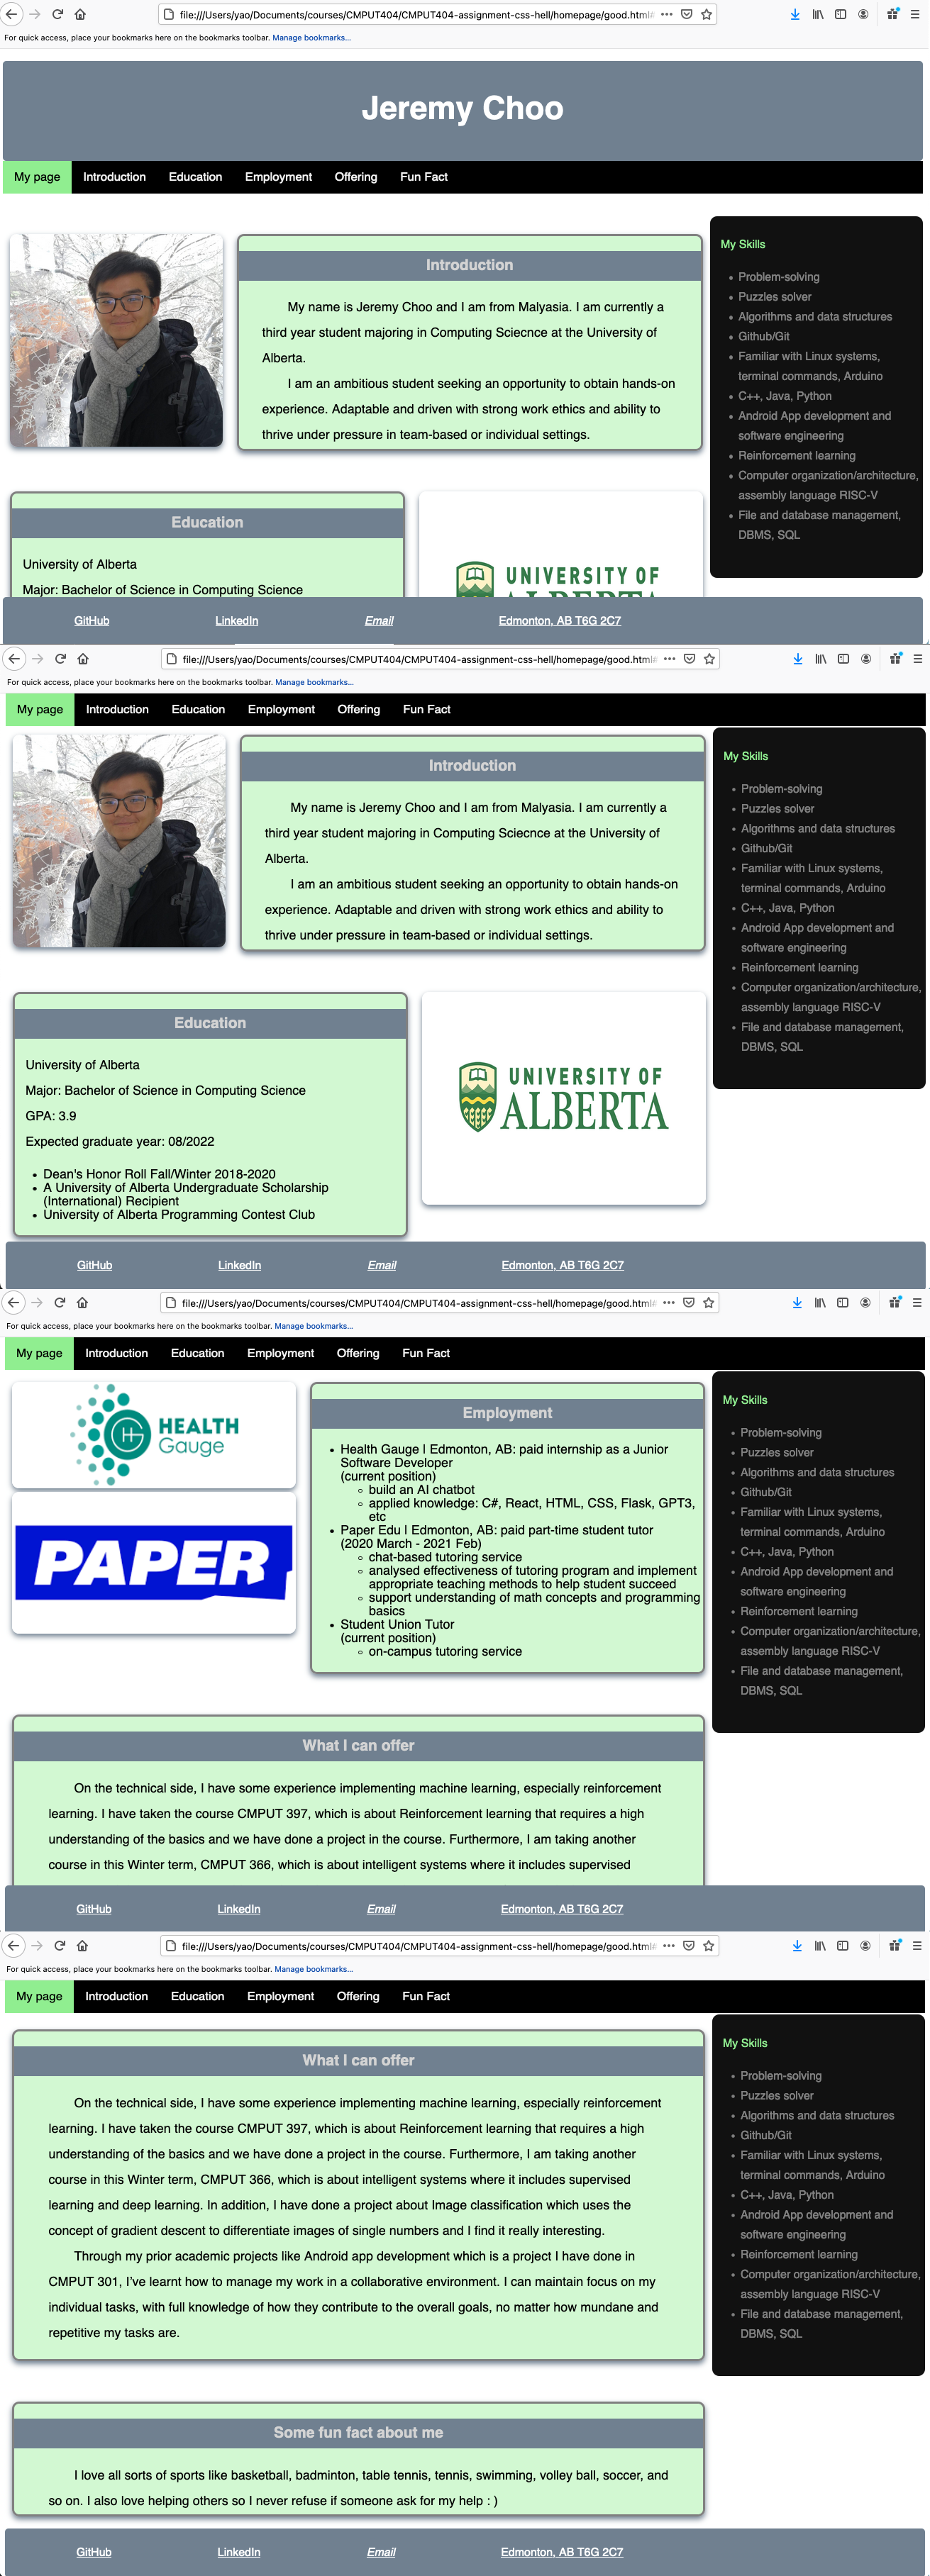 file:///Users/yao/Documents/courses/CMPUT404/CMPUT404-assignment-css-hell/homepage/good.html#
For quick access, place your bookmarks here on the bookmarks toolbar. Manage bookmarks...
Jeremy Choo
My page Introduction Education Employment Offering Fun Fact
Introduction
My name is Jeremy Choo and I am from Malyasia. I am currently a
third year student majoring in Computing Sciecnce at the University of
Alberta.
I am an ambitious student seeking an opportunity to obtain hands-on
experience. Adaptable and driven with strong work ethics and ability to
thrive under pressure in team-based or individual settings.
My Skills
Problem-solving
Puzzles solver
Algorithms and data structures
Github/Git
Familiar with Linux systems,
terminal commands, Arduino
C++, Java, Python
Android App development and
software engineering
Reinforcement learning
Computer organization/architecture,
assembly language RISC-V
File and database management,
DBMS, SQL
Education
University of Alberta
Major: Bachelor of Science in Computing Science
UNIVERSITY OF
GitHub LinkedIn Email Edmonton, AB T6G 2C7
file:///Users/yao/Documents/courses/CMPUT404/CMPUT404-assignment-css-hell/homepage/good.html#
For quick access, place your bookmarks here on the bookmarks toolbar. Manage bookmarks...
My page Introduction Education Employment Offering Fun Fact
Introduction
My name is Jeremy Choo and I am from Malyasia. I am currently a
third year student majoring in Computing Sciecnce at the University of
Alberta.
I am an ambitious student seeking an opportunity to obtain hands-on
experience. Adaptable and driven with strong work ethics and ability to
thrive under pressure in team-based or individual settings.
My Skills
Problem-solving
Puzzles solver
Algorithms and data structures
Github/Git
Familiar with Linux systems,
terminal commands, Arduino
C++, Java, Python
Android App development and
software engineering
Reinforcement learning
Computer organization/architecture,
assembly language RISC-V
File and database management,
DBMS, SQL
Education
University of Alberta
Major: Bachelor of Science in Computing Science
GPA: 3.9
Expected graduate year: 08/2022
Dean's Honor Roll Fall/Winter 2018-2020
A University of Alberta Undergraduate Scholarship
(International) Recipient
University of Alberta Programming Contest Club
UNIVERSITY OF
ALBERTA
GitHub LinkedIn Email Edmonton, AB T6G 2C7
file:///Users/yao/Documents/courses/CMPUT404/CMPUT404-assignment-css-hell/homepage/good.html#
For quick access, place your bookmarks here on the bookmarks toolbar. Manage bookmarks...
My page Introduction Education Employment Offering Fun Fact
HEALTH
Gauge
PAPER
Employment
Health Gauge | Edmonton, AB: paid internship as a Junior
Software Developer
(current position)
build an AI chatbot
applied knowledge: C#, React, HTML, CSS, Flask, GPT3,
etc
Paper Edu | Edmonton, AB: paid part-time student tutor
(2020 March - 2021 Feb)
chat-based tutoring service
analysed effectiveness of tutoring program and implement
appropriate teaching methods to help student succeed
support understanding of math concepts and programming
basics
Student Union Tutor
(current position)
on-campus tutoring service
My Skills
Problem-solving
Puzzles solver
Algorithms and data structures
Github/Git
Familiar with Linux systems,
terminal commands, Arduino
C++, Java, Python
Android App development and
software engineering
Reinforcement learning
Computer organization/architecture,
assembly language RISC-V
File and database management,
DBMS, SQL
What I can offer
On the technical side, I have some experience implementing machine learning, especially reinforcement
learning. I have taken the course CMPUT 397, which is about Reinforcement learning that requires a high
understanding of the basics and we have done a project in the course. Furthermore, I am taking another
course in this Winter term, CMPUT 366, which is about intelligent systems where it includes supervised
GitHub LinkedIn Email Edmonton, AB T6G 2C7
file:///Users/yao/Documents/courses/CMPUT404/CMPUT404-assignment-css-hell/homepage/good.html#
For quick access, place your bookmarks here on the bookmarks toolbar. Manage bookmarks...
My page Introduction Education Employment Offering Fun Fact
What I can offer
On the technical side, I have some experience implementing machine learning, especially reinforcement
learning. I have taken the course CMPUT 397, which is about Reinforcement learning that requires a high
understanding of the basics and we have done a project in the course. Furthermore, I am taking another
course in this Winter term, CMPUT 366, which is about intelligent systems where it includes supervised
learning and deep learning. In addition, I have done a project about Image classification which uses the
concept of gradient descent to differentiate images of single numbers and I find it really interesting.
Through my prior academic projects like Android app development which is a project I have done in
CMPUT 301, I've learnt how to manage my work in a collaborative environment. I can maintain focus on my
individual tasks, with full knowledge of how they contribute to the overall goals, no matter how mundane and
repetitive my tasks are.
My Skills
Problem-solving
Puzzles solver
Algorithms and data structures
Github/Git
Familiar with Linux systems,
terminal commands, Arduino
C++, Java, Python
Android App development and
software engineering
Reinforcement learning
Computer organization/architecture,
assembly language RISC-V
File and database management,
DBMS, SQL
Some fun fact about me
I love all sorts of sports like basketball, badminton, table tennis, tennis, swimming, volley ball, soccer, and
so on. I also love helping others so I never refuse if someone ask for my help : )
GitHub LinkedIn Email Edmonton, AB T6G 2C7